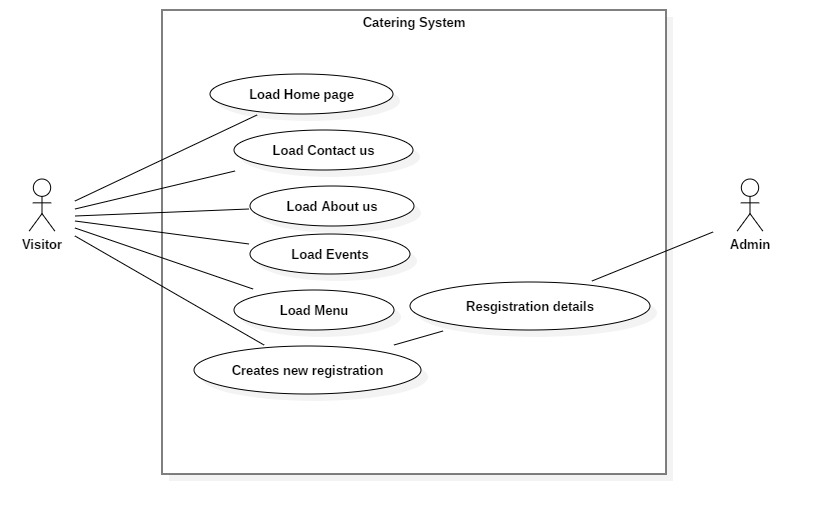 Catering System
Load Home page
Load Contact us
Load About us
Load Events
Load Menu
Creates new registration
Resgistration details
Visitor
Admin